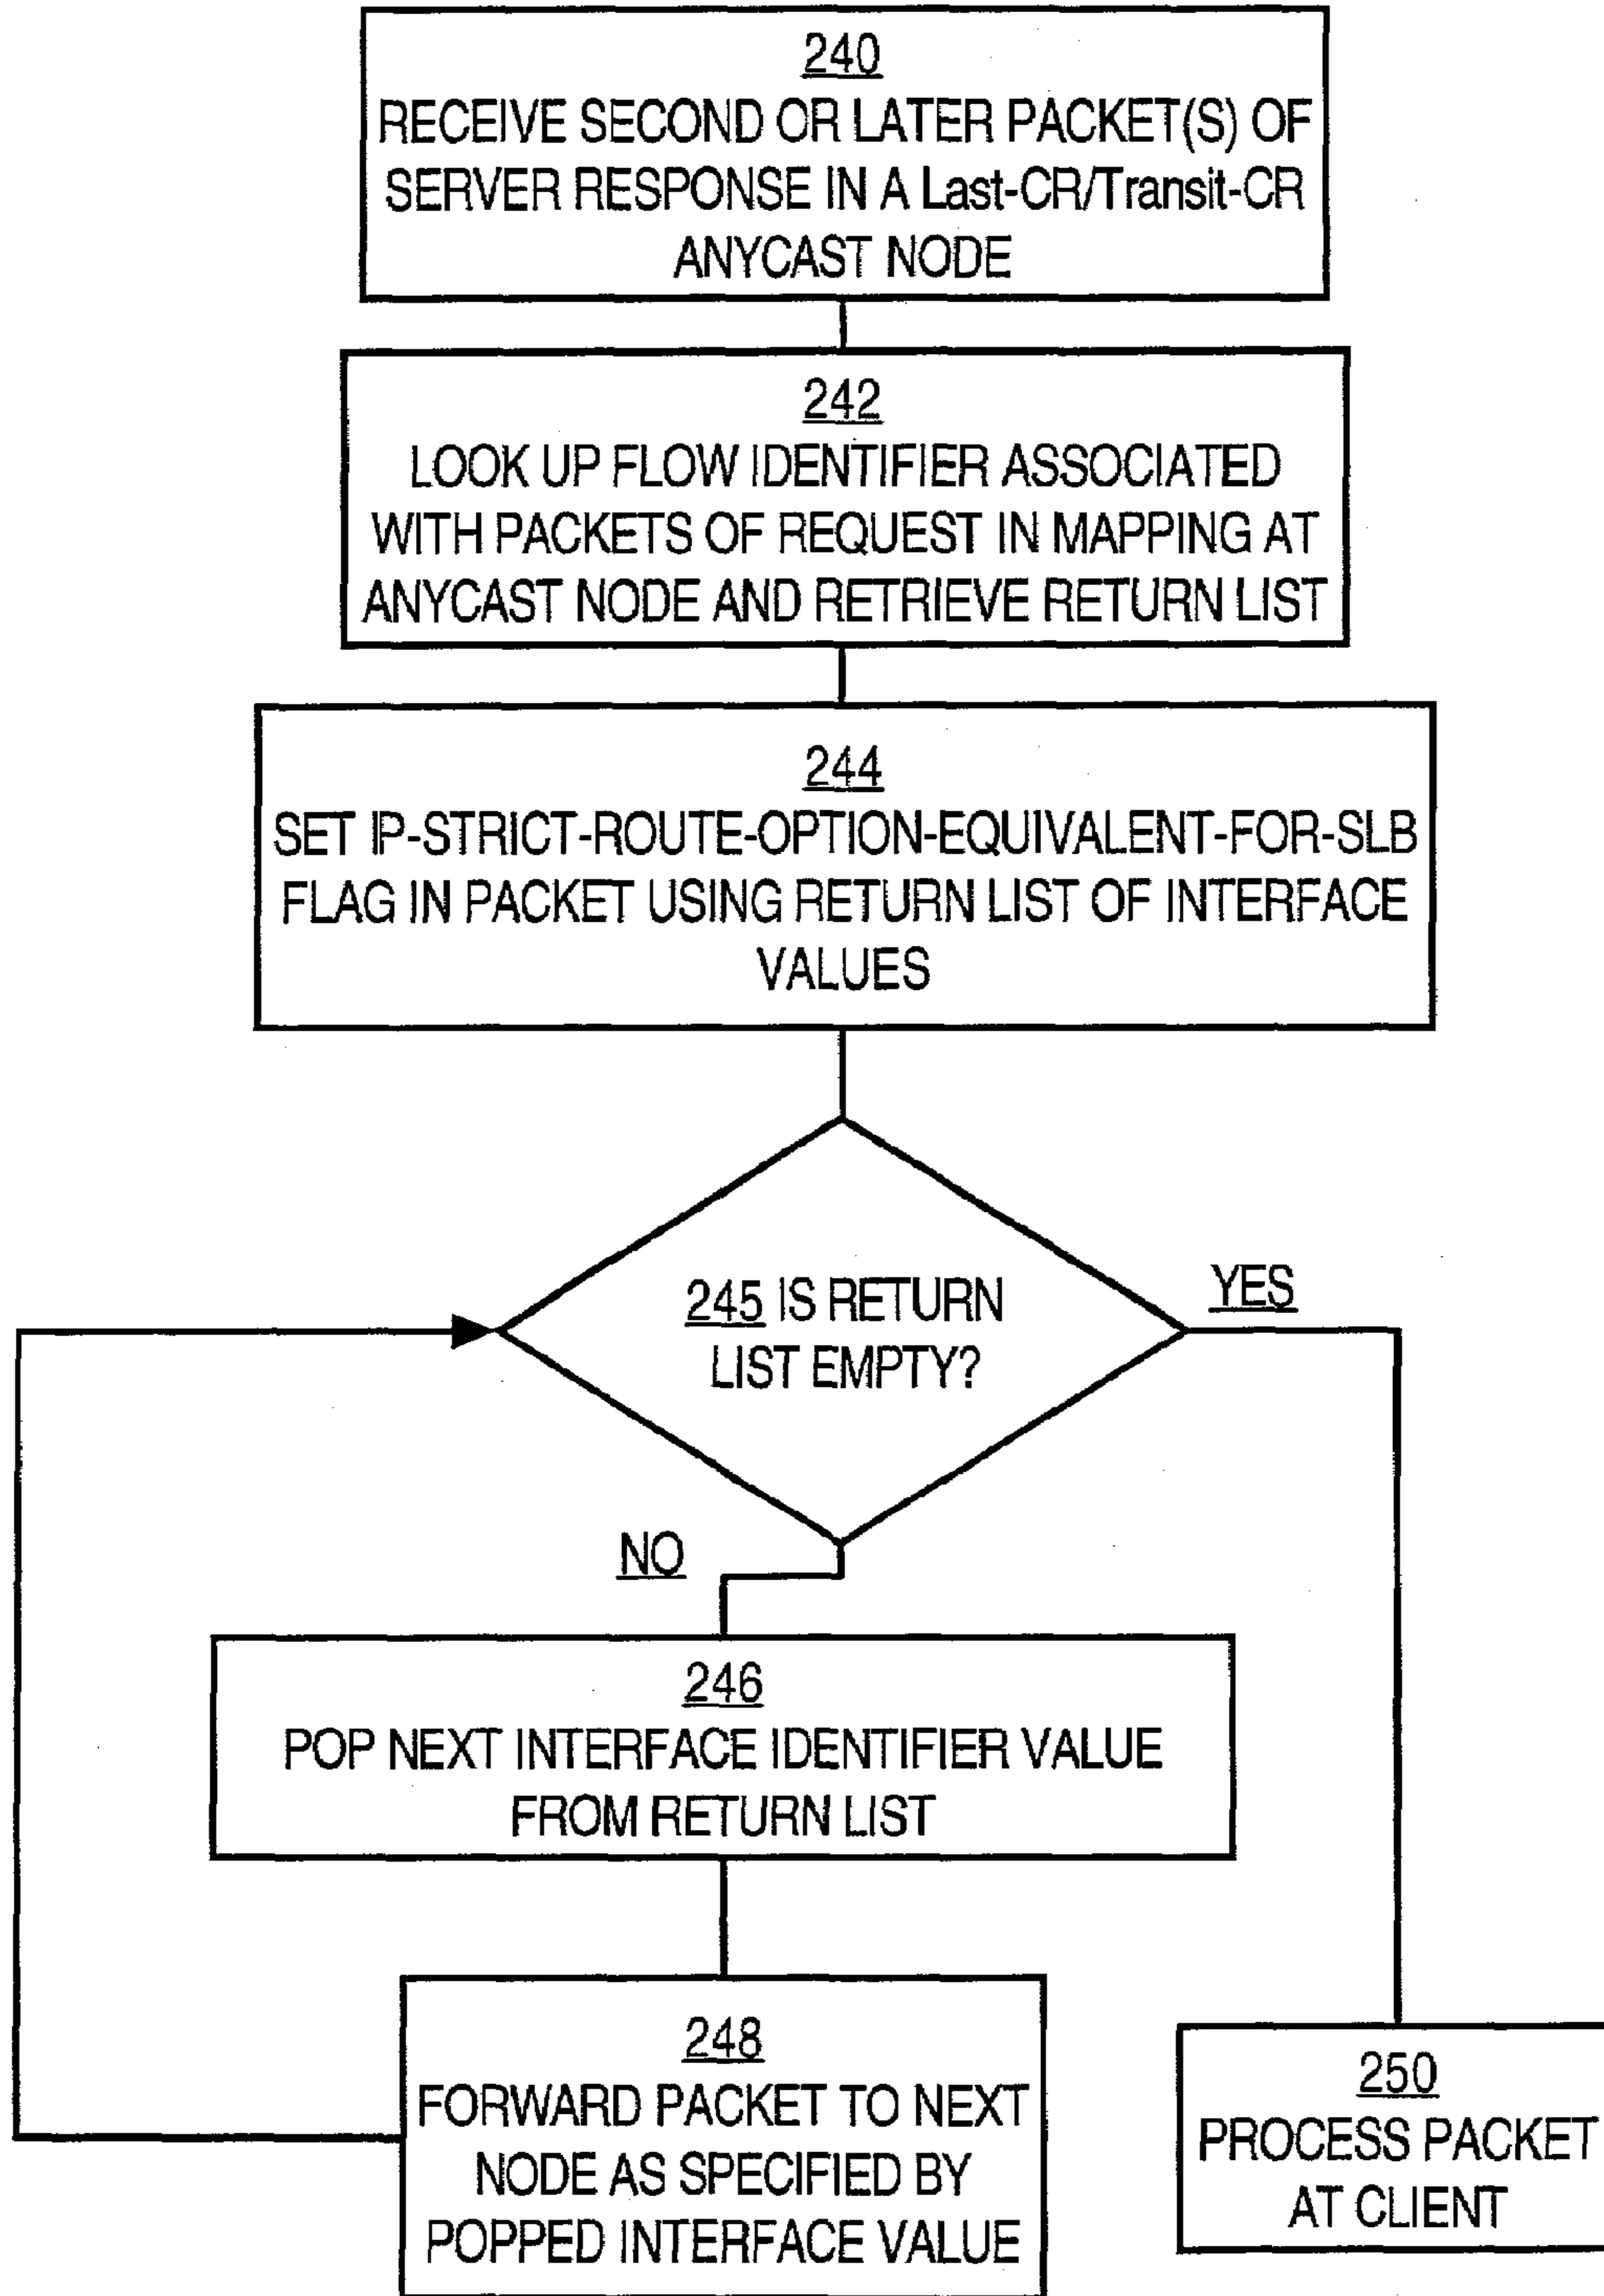 240
RECEIVE SECOND OR LATER PACKET(S) OF
SERVER RESPONSE IN A Last-CR/Transit-CR
ANYCAST NODE
242
LOOK UP FLOW IDENTIFIER ASSOCIATED
WITH PACKETS OF REQUEST IN MAPPING AT
ANYCAST NODE AND RETRIEVE RETURN LIST
244
SET IP-STRICT-ROUTE-OPTION-EQUIVALENT-FOR-SLB
FLAG IN PACKET USING RETURN LIST OF INTERFACE
VALUES
245 IS RETURN
LIST EMPTY?
YES
NO
246
POP NEXT INTERFACE IDENTIFIER VALUE
FROM RETURN LIST
248
FORWARD PACKET TO NEXT
NODE AS SPECIFIED BY
POPPED INTERFACE VALUE
250
PROCESS PACKET
AT CLIENT